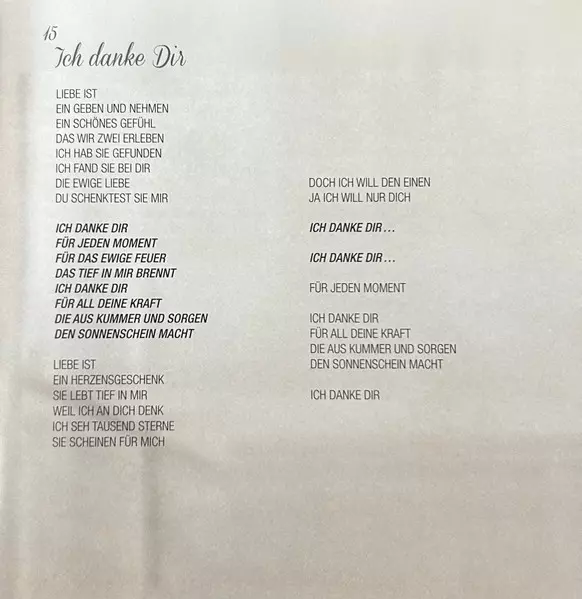 15
Ich danke Dir
LIEBE IST
EIN GEBEN UND NEHMEN
EIN SCHÖNES GEFÜHL
DAS WIR ZWEI ERLEBEN
ICH HAB SIE GEFUNDEN
ICH FAND SIE BEI DIR
DIE EWIGE LIEBE
DU SCHENKTEST SIE MIR
ICH DANKE DIR
FÜR JEDEN MOMENT
FÜR DAS EWIGE FEUER
DAS TIEF IN MIR BRENNT
ICH DANKE DIR
FÜR ALL DEINE KRAFT
DIE AUS KUMMER UND SORGEN
DEN SONNENSCHEIN MACHT
LIEBE IST
EIN HERZENSGESCHENK
SIE LEBT TIEF IN MIR
WEIL ICH AN DICH DENK
ICH SEH TAUSEND STERNE
SIE SCHEINEN FÜR MICH
DOCH ICH WILL DEN EINEN
JA ICH WILL NUR DICH
ICH DANKE DIR...
ICH DANKE DIR...
FÜR JEDEN MOMENT
ICH DANKE DIR
FÜR ALL DEINE KRAFT
DIE AUS KUMMER UND SORGEN
DEN SONNENSCHEIN MACHT
ICH DANKE DIR